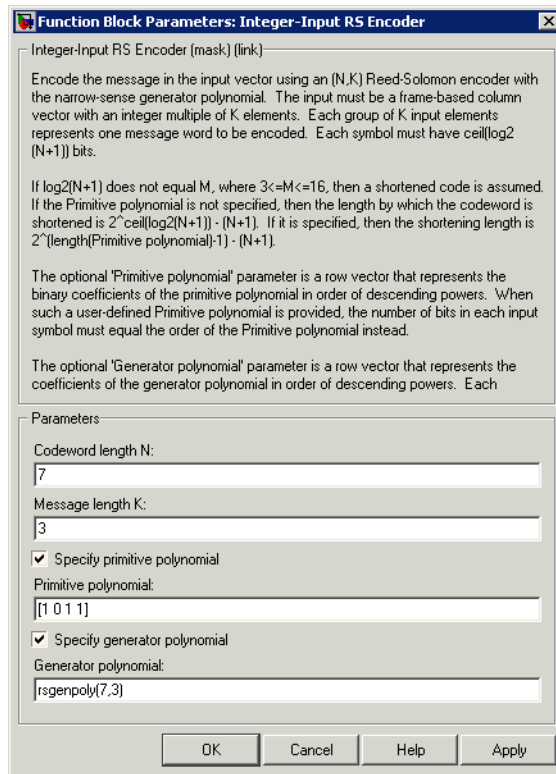 Function Block Parameters: Integer-Input RS Encoder
Integer-Input RS Encoder (mask) (link)
Encode the message in the input vector using an (N,K) Reed-Solomon encoder with
the narrow-sense generator polynomial. The input must be a frame-based column
vector with an integer multiple of K elements. Each group of K input elements
represents one message word to be encoded. Each symbol must have ceil(log2
(N+1)) bits.
If log2(N+1) does not equal M, where 3<=M<=16, then a shortened code is assumed.
If the Primitive polynomial is not specified, then the length by which the codeword is
shortened is 2^ceil(log2(N+1)) - (N+1). If it is specified, then the shortening length is
2^(length(Primitive polynomial)-1) - (N+1).
The optional 'Primitive polynomial' parameter is a row vector that represents the
binary coefficients of the primitive polynomial in order of descending powers. When
such a user-defined Primitive polynomial is provided, the number of bits in each input
symbol must equal the order of the Primitive polynomial instead.
The optional 'Generator polynomial' parameter is a row vector that represents the
coefficients of the generator polynomial in order of descending powers. Each
Parameters
Codeword length N:
7
Message length K:
3
Specify primitive polynomial
Primitive polynomial:
[1 0 1 1]
Specify generator polynomial
Generator polynomial:
rsgenpoly(7,3)
OK Cancel Help Apply